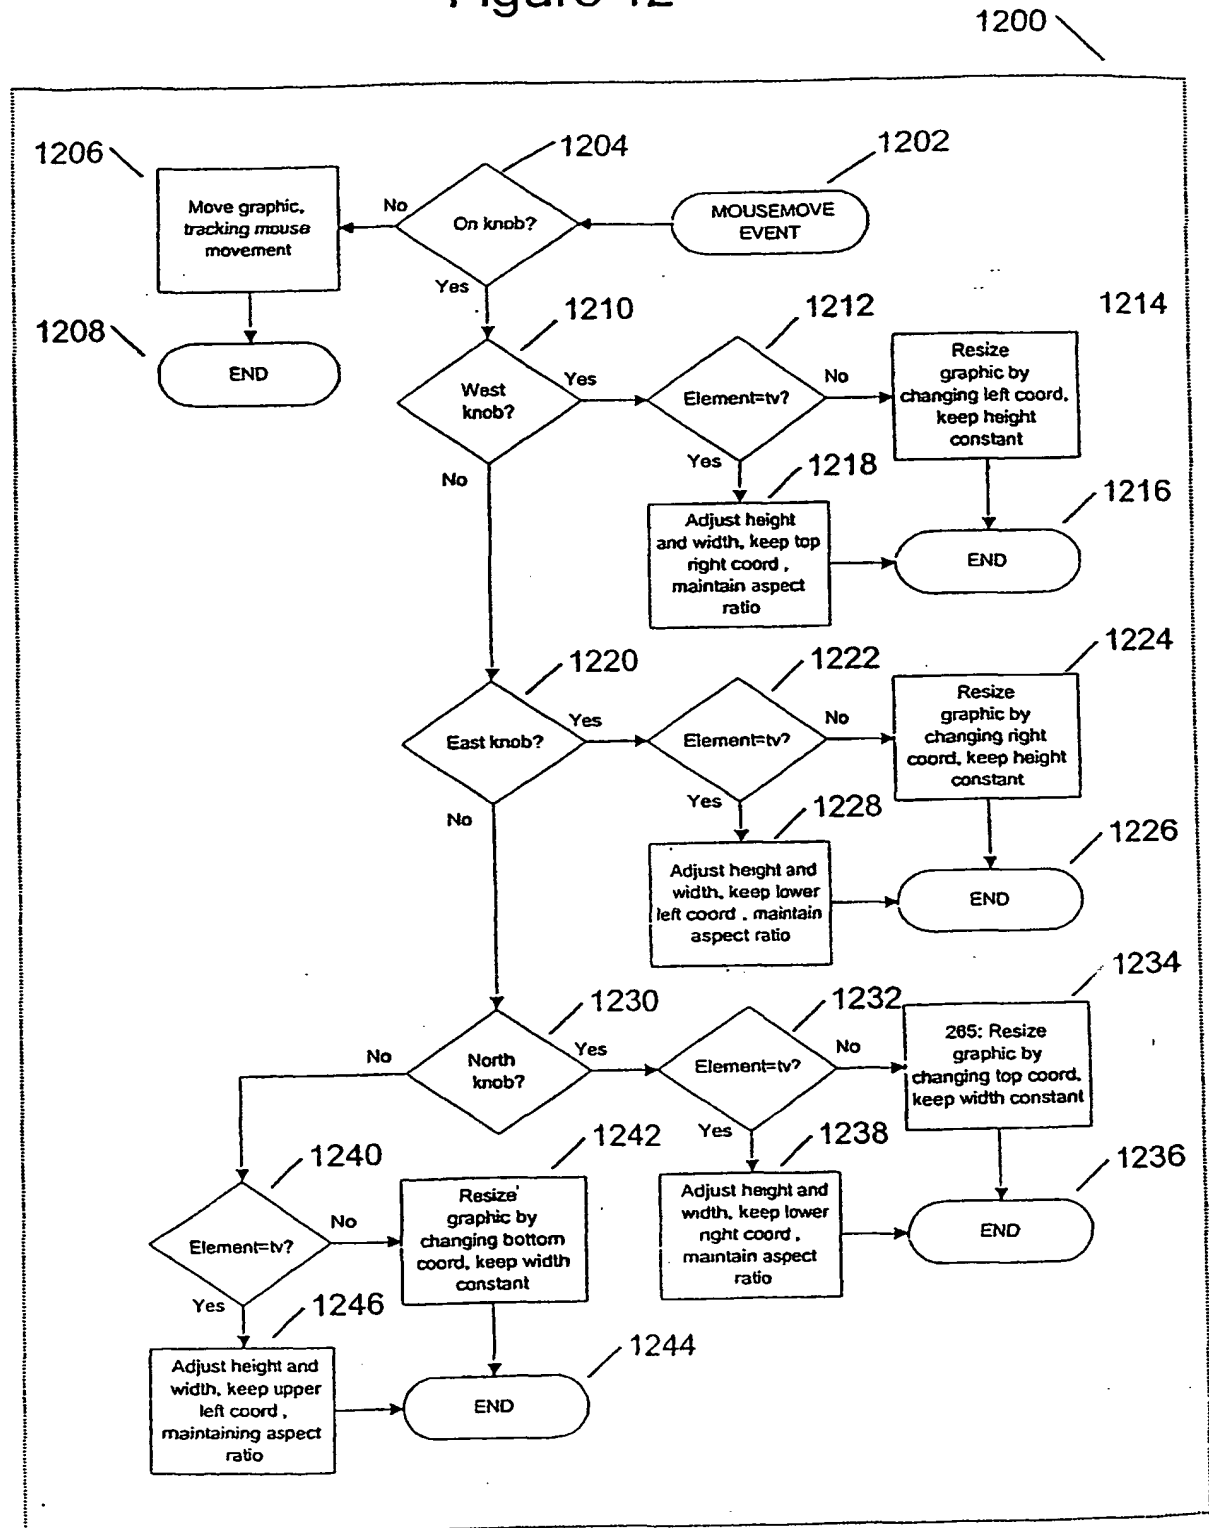 Figure 12
1200
1206
1204
1202
Move graphic,
tracking mouse
movement
No
On knob?
MOUSEMOVE
EVENT
Yes
1208
END
1210
1212
1214
West
knob?
Yes
Element=tv?
No
Resize
graphic by
changing left coord,
keep height
constant
No
Yes
1218
1216
Adjust height
and width, keep top
right coord ,
maintain aspect
ratio
END
1220
1222
1224
East knob?
Yes
Element=tv?
No
Resize
graphic by
changing right
coord, keep height
constant
No
Yes
1228
1226
Adjust height and
width, keep lower
left coord , maintain
aspect ratio
END
1230
1232
1234
No
North
knob?
Yes
Element=tv?
No
265: Resize
graphic by
changing top coord,
keep width constant
Yes
1238
1236
Adjust height and
width, keep lower
right coord ,
maintain aspect
ratio
END
1240
1242
Element=tv?
No
Resize
graphic by
changing bottom
coord, keep width
constant
Yes
1246
1244
Adjust height and
width, keep upper
left coord ,
maintaining aspect
ratio
END